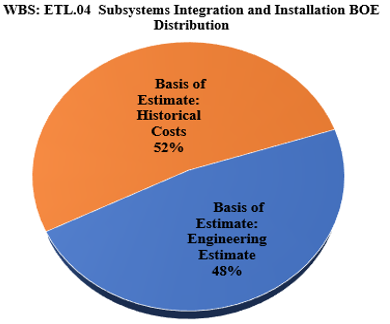 WBS: ETL.04  Subsystems Integration and Installation BOE
Distribution
Basis of
Estimate:
Historical
Costs
52%
Basis of
Estimate:
Engineering
Estimate
48%